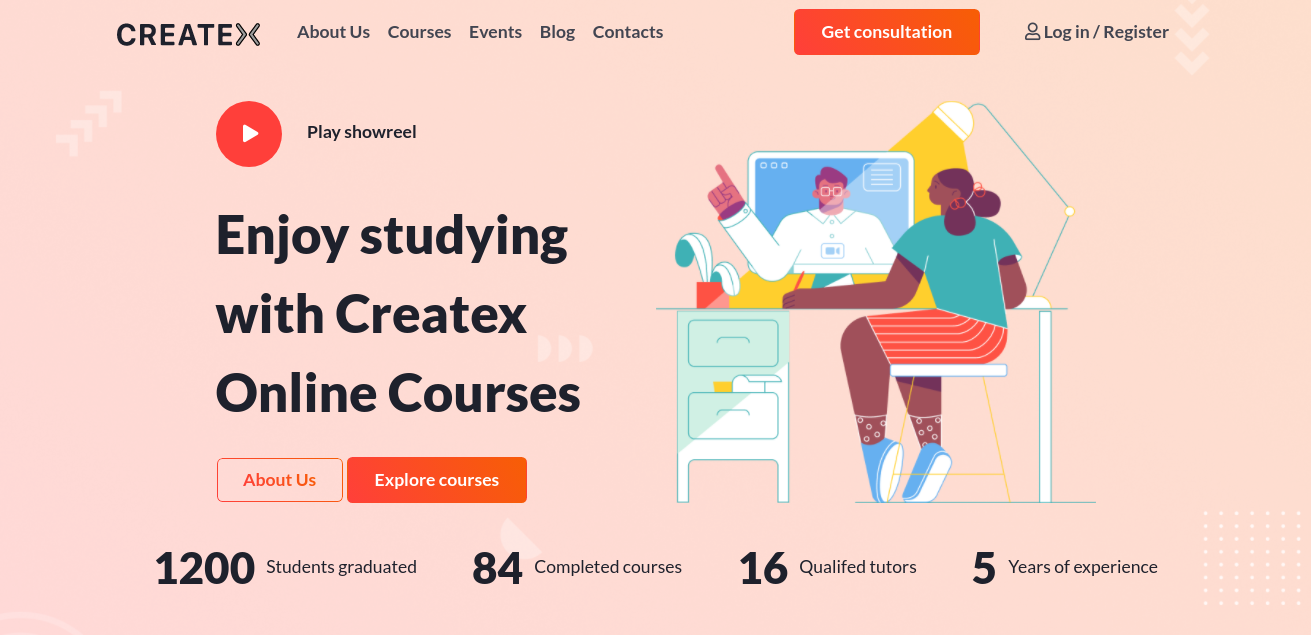 CREATEX About Us Courses Events Blog Contacts Get consultation Log in / Register
Play showreel
Enjoy studying
with Createx
Online Courses
About Us Explore courses
1200 Students graduated 84 Completed courses 16 Qualifed tutors 5 Years of experience